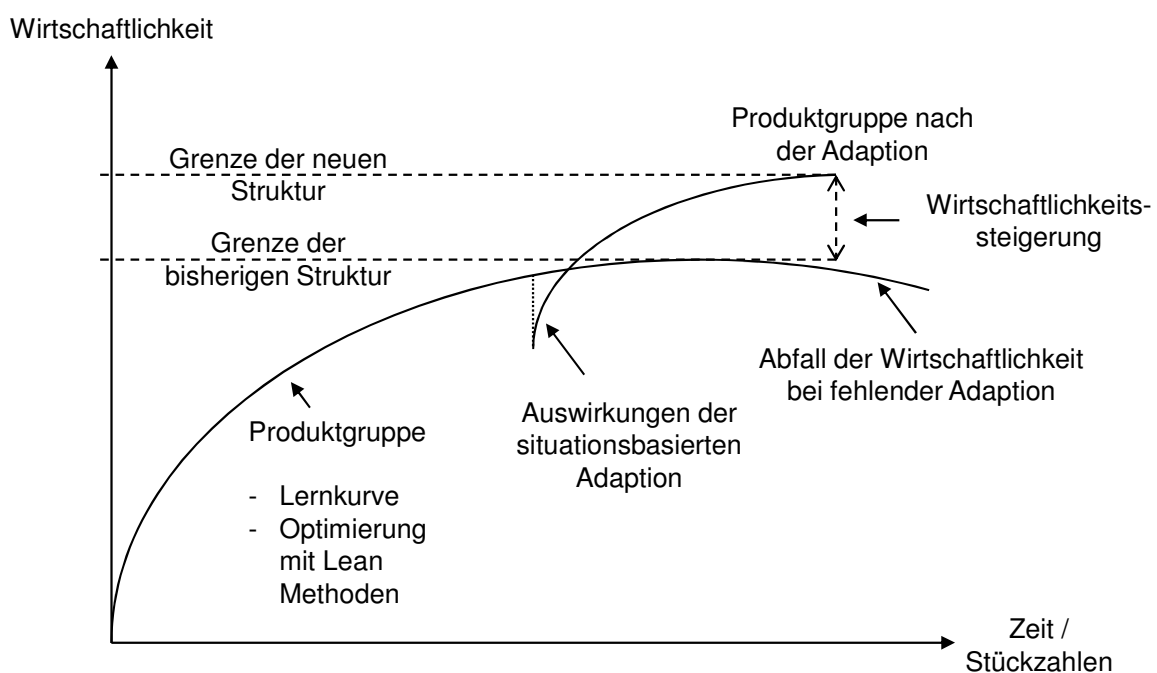 Wirtschaftlichkeit
Produktgruppe nach
der Adaption
Grenze der neuen
Struktur
Wirtschaftlichkeits-
steigerung
Grenze der
bisherigen Struktur
Abfall der Wirtschaftlichkeit
bei fehlender Adaption
Auswirkungen der
situationsbasierten
Adaption
Produktgruppe
- Lernkurve
- Optimierung
mit Lean
Methoden
Zeit /
Stückzahlen